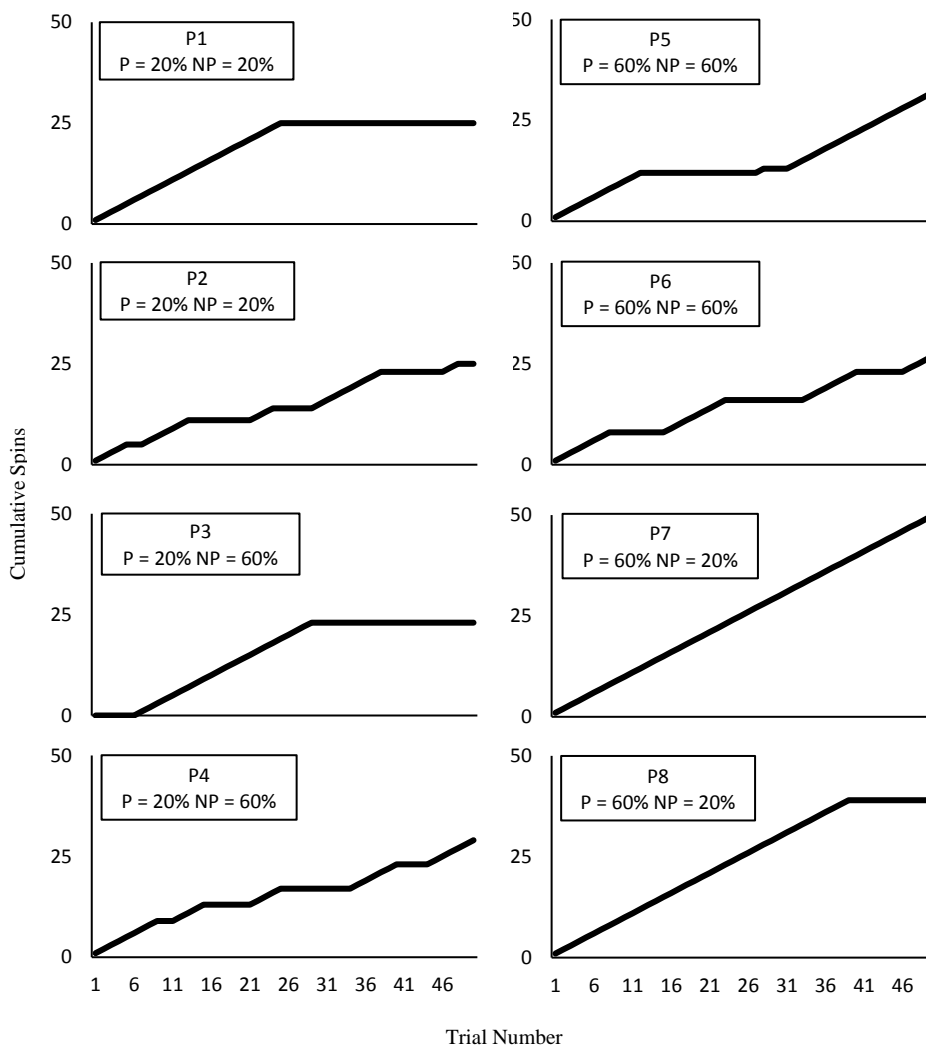 50
25
0
P1
P = 20% NP = 20%
50
25
0
P5
P = 60% NP = 60%
50
25
0
P2
P = 20% NP = 20%
50
25
0
P6
P = 60% NP = 60%
50
25
0
P3
P = 20% NP = 60%
50
25
0
P7
P = 60% NP = 20%
50
25
0
P4
P = 20% NP = 60%
50
25
0
P8
P = 60% NP = 20%
1 6 11 16 21 26 31 36 41 46
1 6 11 16 21 26 31 36 41 46
Cumulative Spins
Trial Number